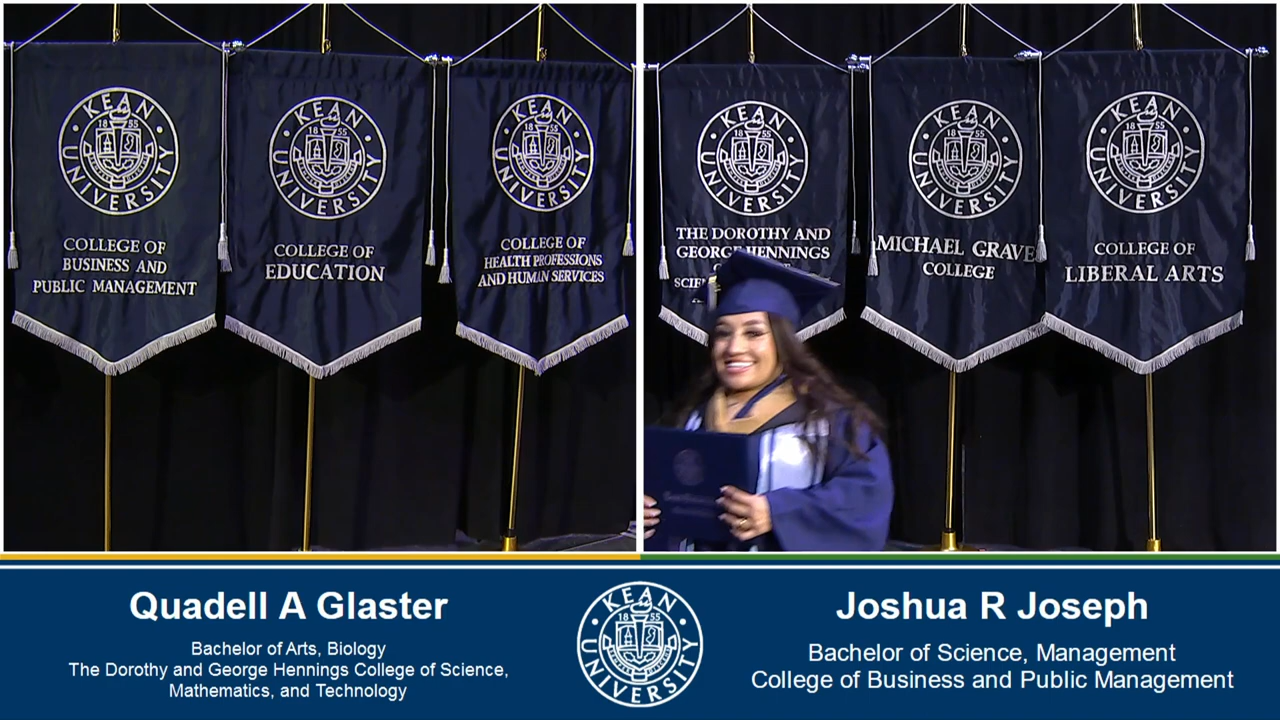 KEAN UNIVERSITY
1855
COLLEGE OF
BUSINESS AND
PUBLIC MANAGEMENT
KEAN UNIVERSITY
1855
COLLEGE OF
EDUCATION
KEAN UNIVERSITY
1855
COLLEGE OF
HEALTH PROFESSIONS
AND HUMAN SERVICES
KEAN UNIVERSITY
1855
THE DOROTHY AND
GEORGE HENNINGS
KEAN UNIVERSITY
1855
MICHAEL GRAVE
COLLEGE
KEAN UNIVERSITY
1855
COLLEGE OF
LIBERAL ARTS
Quadell A Glaster
Bachelor of Arts, Biology
The Dorothy and George Hennings College of Science,
Mathematics, and Technology
KEAN UNIVERSITY
1855
Joshua R Joseph
Bachelor of Science, Management
College of Business and Public Management